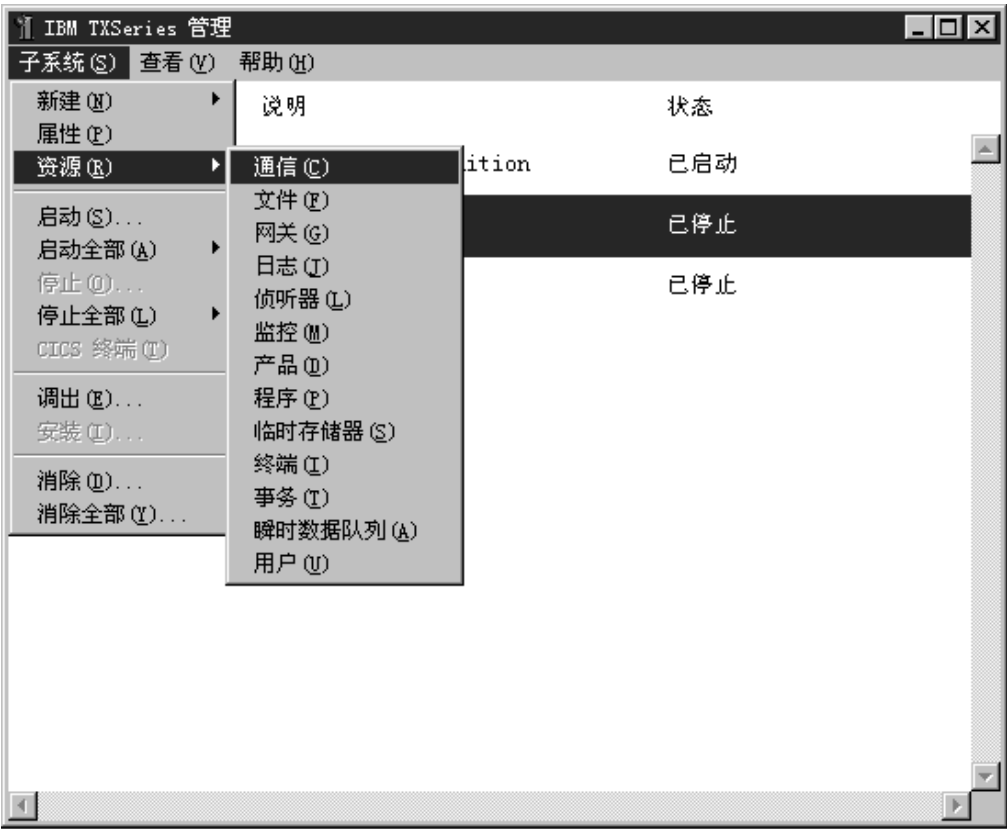 IBM TXSeries 管理
子系统(S) 查看(V) 帮助(H)
新建(N)
属性(P)
资源(R)
启动(S)...
启动全部(A)
停止(O)...
停止全部(L)
CICS 终端(T)
调出(E)...
安装(I)...
消除(D)...
消除全部(Y)...
通信(C)
文件(F)
网关(G)
日志(J)
侦听器(L)
监控(M)
产品(D)
程序(P)
临时存储器(S)
终端(I)
事务(T)
瞬时数据队列(A)
用户(U)
说明 状态
ition 已启动
已停止
已停止